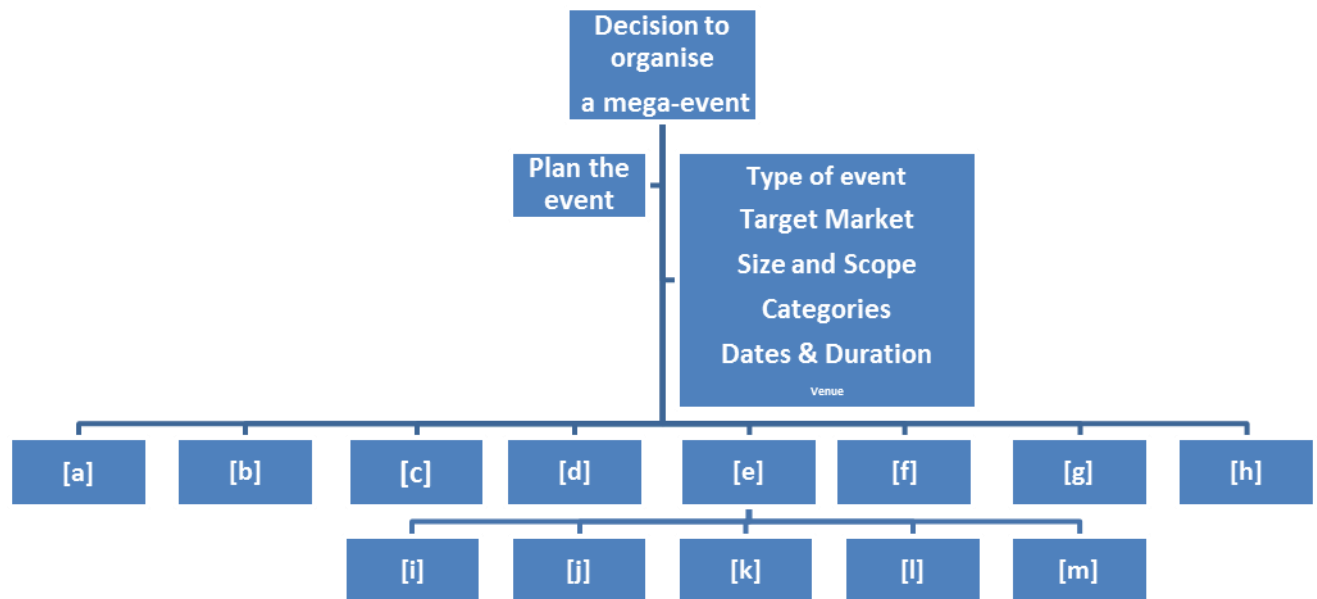 Decision to
organise
a mega-event
Plan the
event
Type of event
Target Market
Size and Scope
Categories
Dates & Duration
Venue
[a]
[b]
[c]
[d]
[e]
[f]
[g]
[h]
[i]
[j]
[k]
[l]
[m]